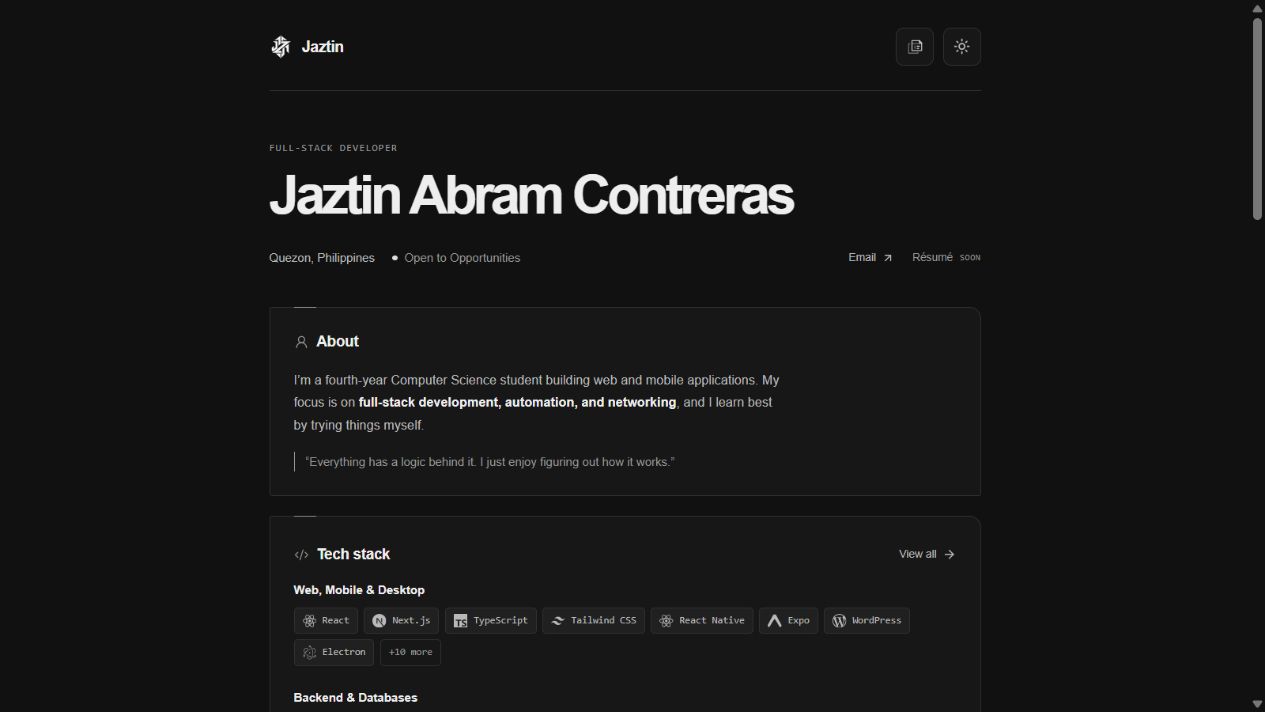 Jaztin
FULL-STACK DEVELOPER
Jaztin Abram Contreras
Quezon, Philippines
Open to Opportunities
Email
Résumé SOON
About
I'm a fourth-year Computer Science student building web and mobile applications. My
focus is on full-stack development, automation, and networking, and I learn best
by trying things myself.
“Everything has a logic behind it. I just enjoy figuring out how it works.”
Tech stack
View all
Web, Mobile & Desktop
React
Next.js
TypeScript
Tailwind CSS
React Native
Expo
WordPress
Electron
+10 more
Backend & Databases